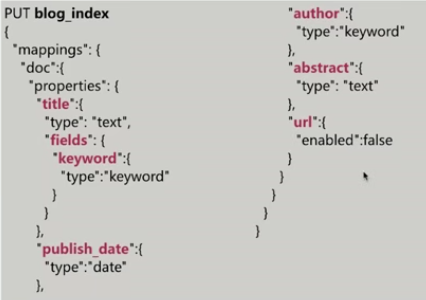 PUT blog_index
{
"mappings": {
"doc":{
"properties": {
"title":{
"type": "text",
"fields": {
"keyword":{
"type":"keyword"
}
}
},
"publish_date":{
"type":"date"
},
"author":{
"type":"keyword"
},
"abstract":{
"type": "text"
},
"url":{
"enabled":false
}
}
}
}
}